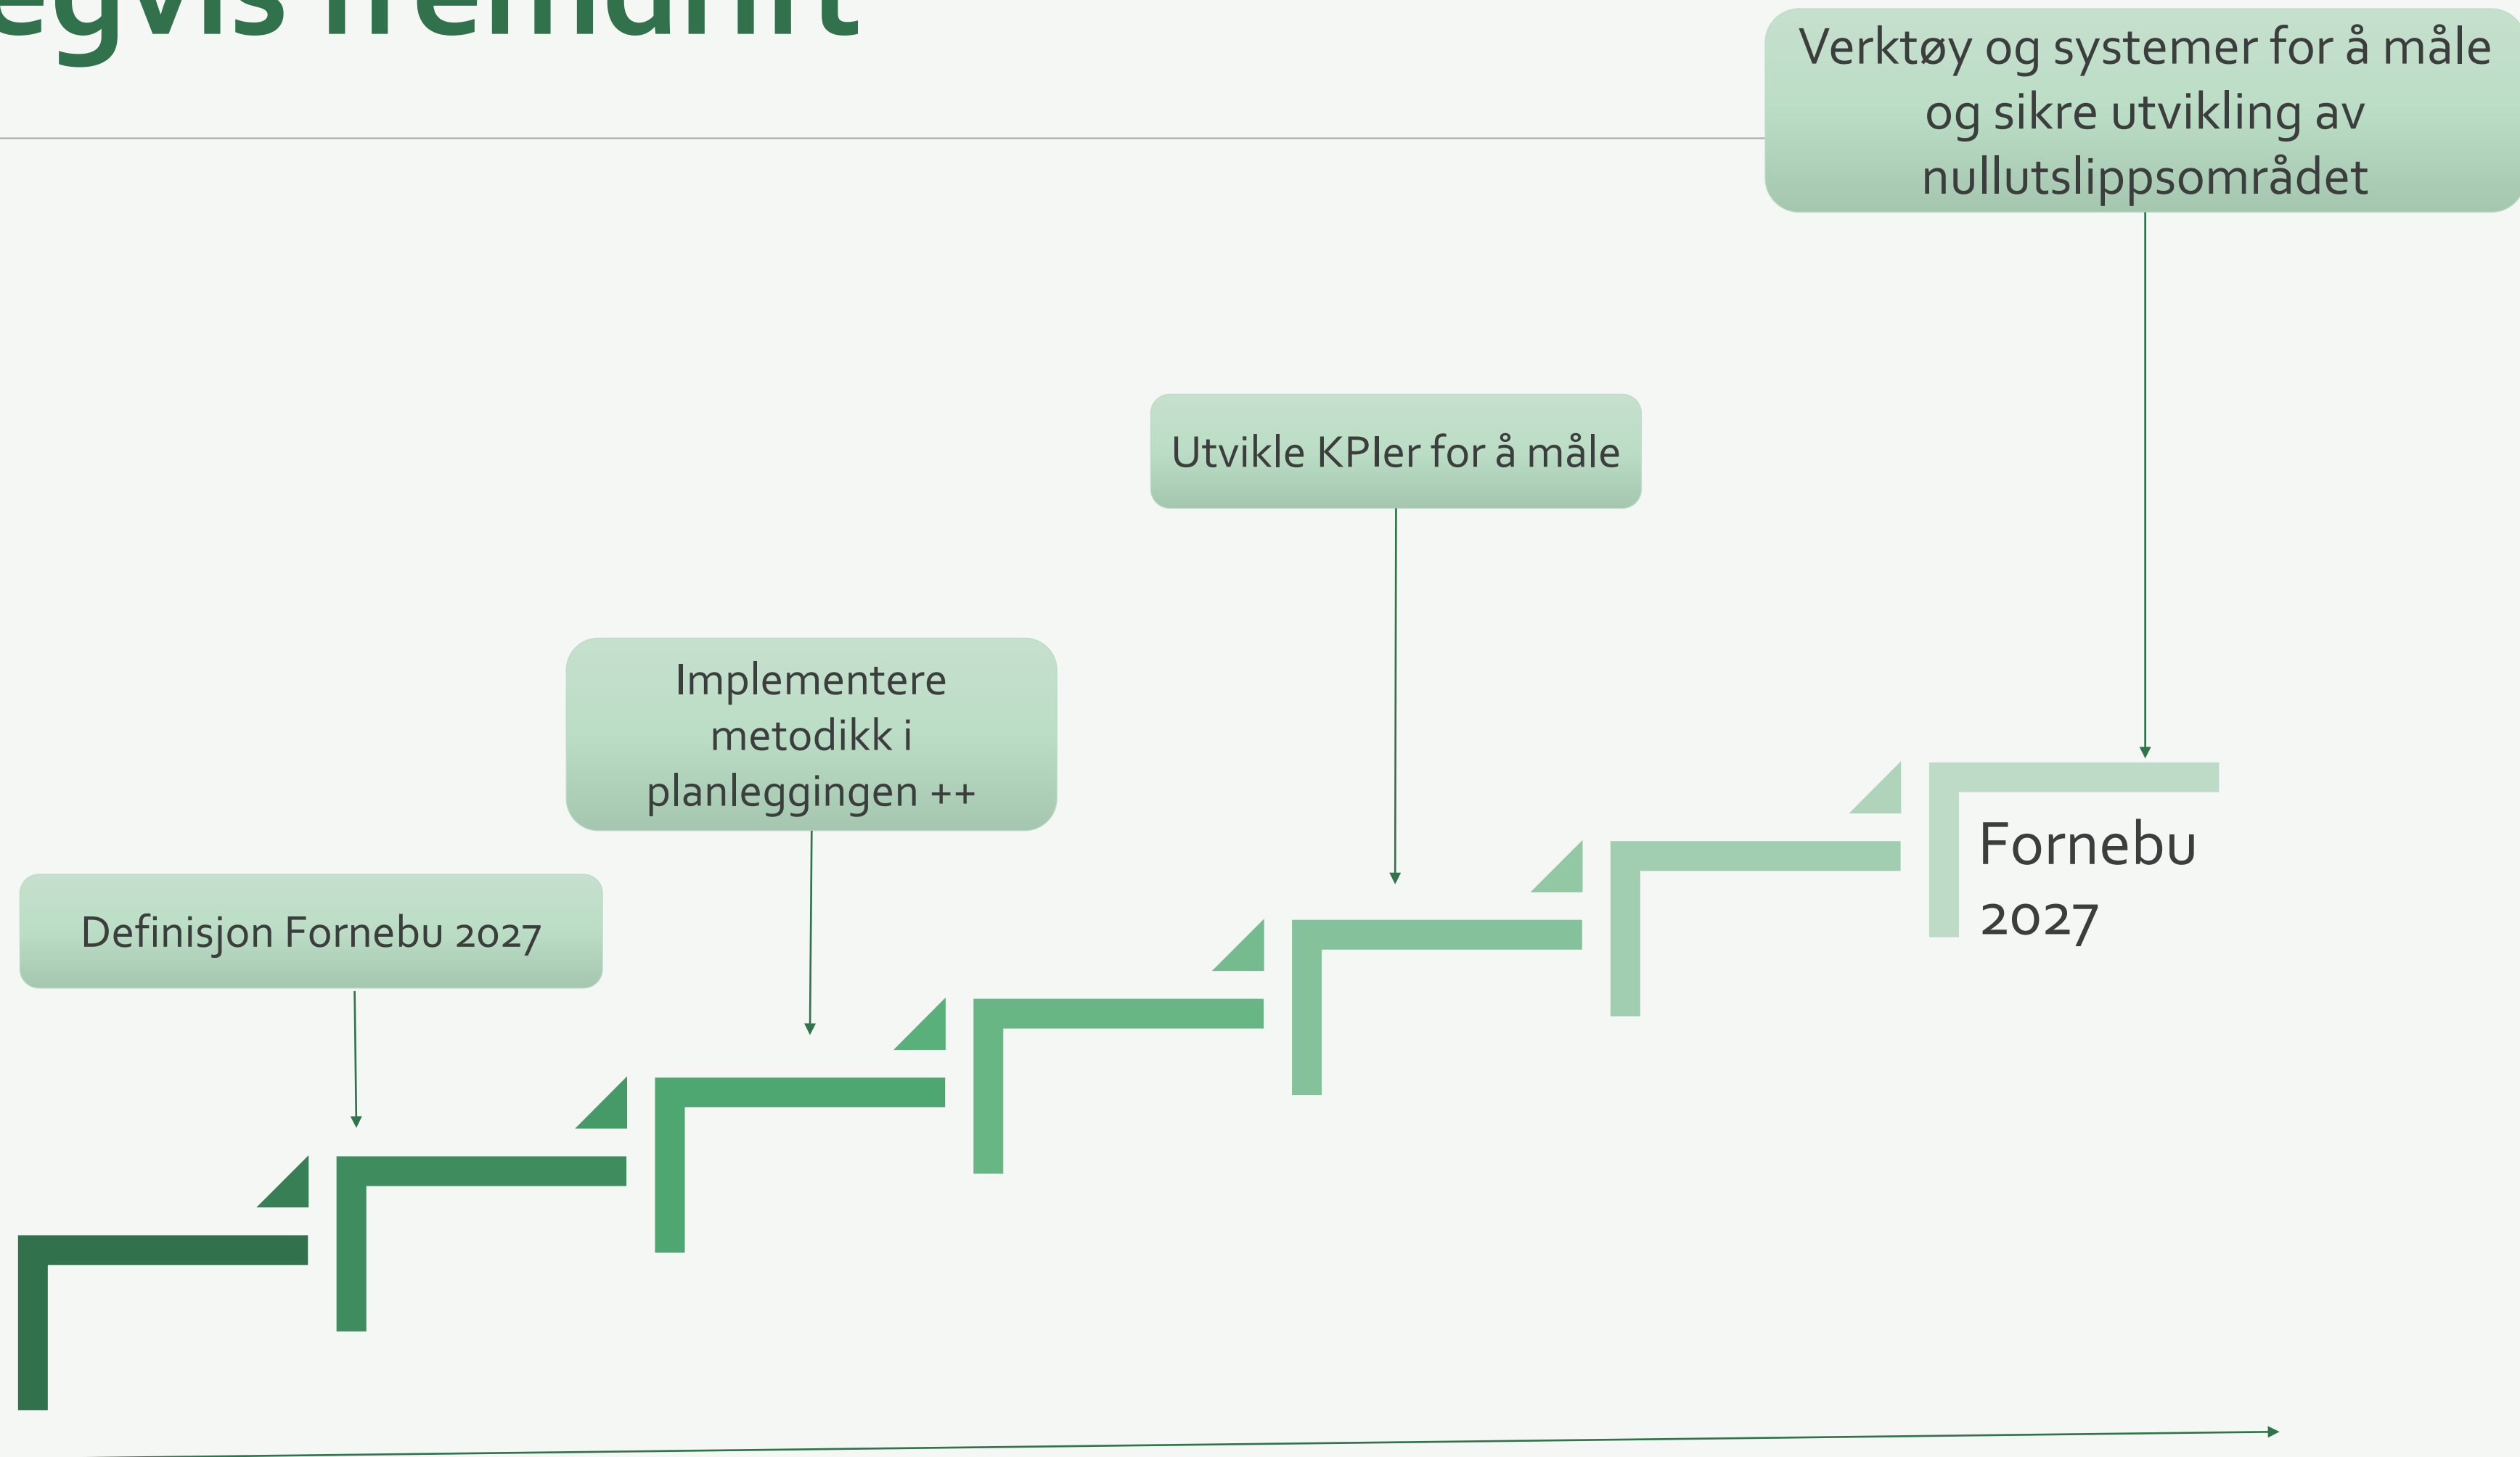 Verktøy og systemer for å måle
og sikre utvikling av
nullutslippsområdet
Utvikle KPIer for å måle
Implementere
metodikk i
planleggingen ++
Definisjon Fornebu 2027
Fornebu
2027